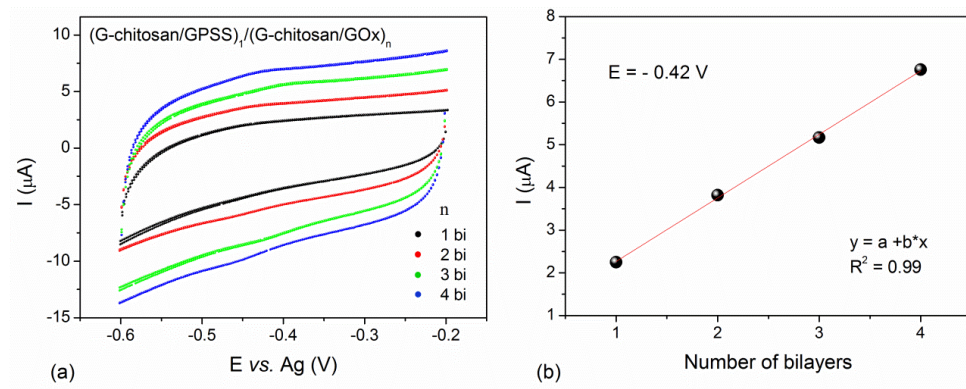 (G-chitosan/GPSS)₁/(G-chitosan/GOx)ₙ
10
5
0
-5
-10
-15
I (μA)
n
1 bi
2 bi
3 bi
4 bi
-0.6
-0.5
-0.4
-0.3
-0.2
E vs. Ag (V)
(a)
8
7
6
5
4
3
2
1
I (μA)
E = - 0.42 V
y = a +b*x
R² = 0.99
1
2
3
4
Number of bilayers
(b)